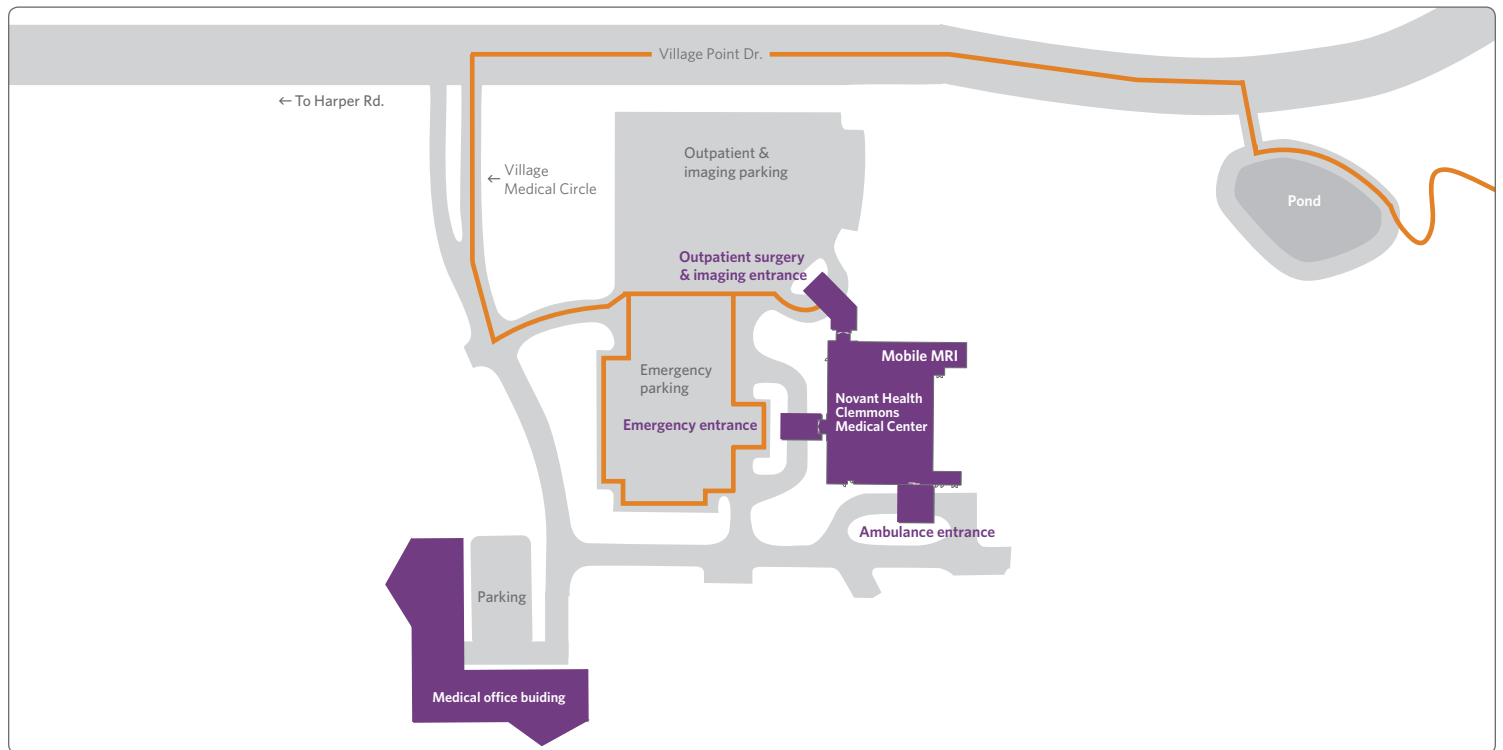 Village Point Dr.
← To Harper Rd.
Outpatient &
imaging parking
← Village
Medical Circle
Pond
Outpatient surgery
& imaging entrance
Mobile MRI
Emergency
parking
Novant Health
Clemmons
Medical Center
Emergency entrance
Ambulance entrance
Parking
Medical office buiding